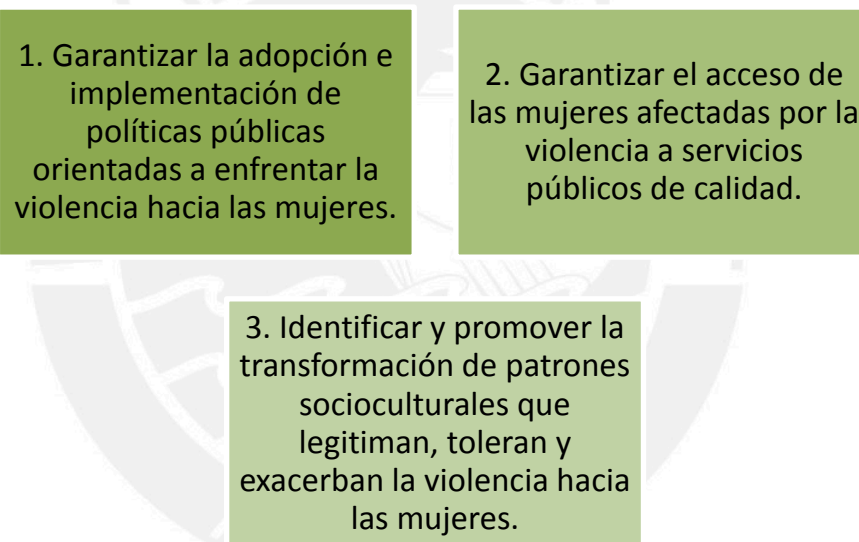 1. Garantizar la adopción e
implementación de
políticas públicas
orientadas a enfrentar la
violencia hacia las mujeres.
2. Garantizar el acceso de
las mujeres afectadas por la
violencia a servicios
públicos de calidad.
3. Identificar y promover la
transformación de patrones
socioculturales que
legitiman, toleran y
exacerban la violencia hacia
las mujeres.